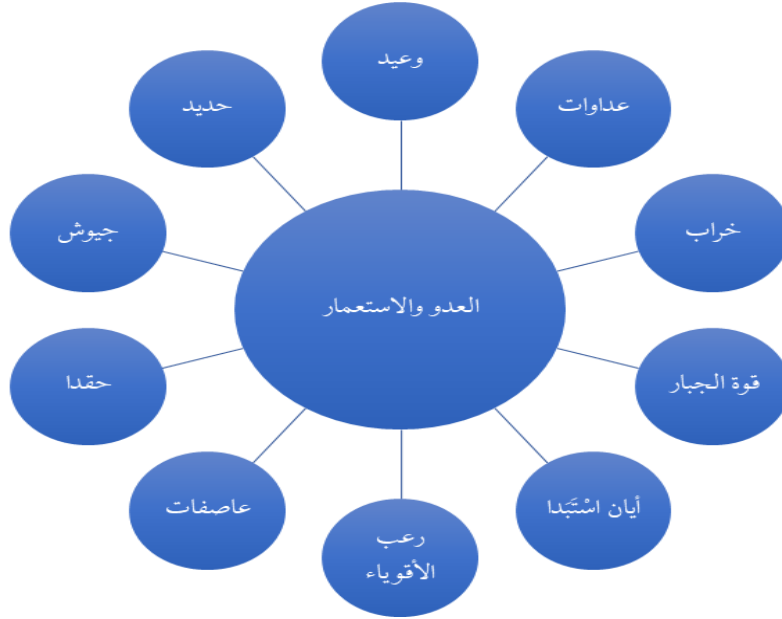 وعيد
عداوات
حديد
خراب
جيوش
العدو والاستعمار
قوة الجبار
حقدا
أيان اسْتَبَدا
عاصفات
رعب
الأقوياء